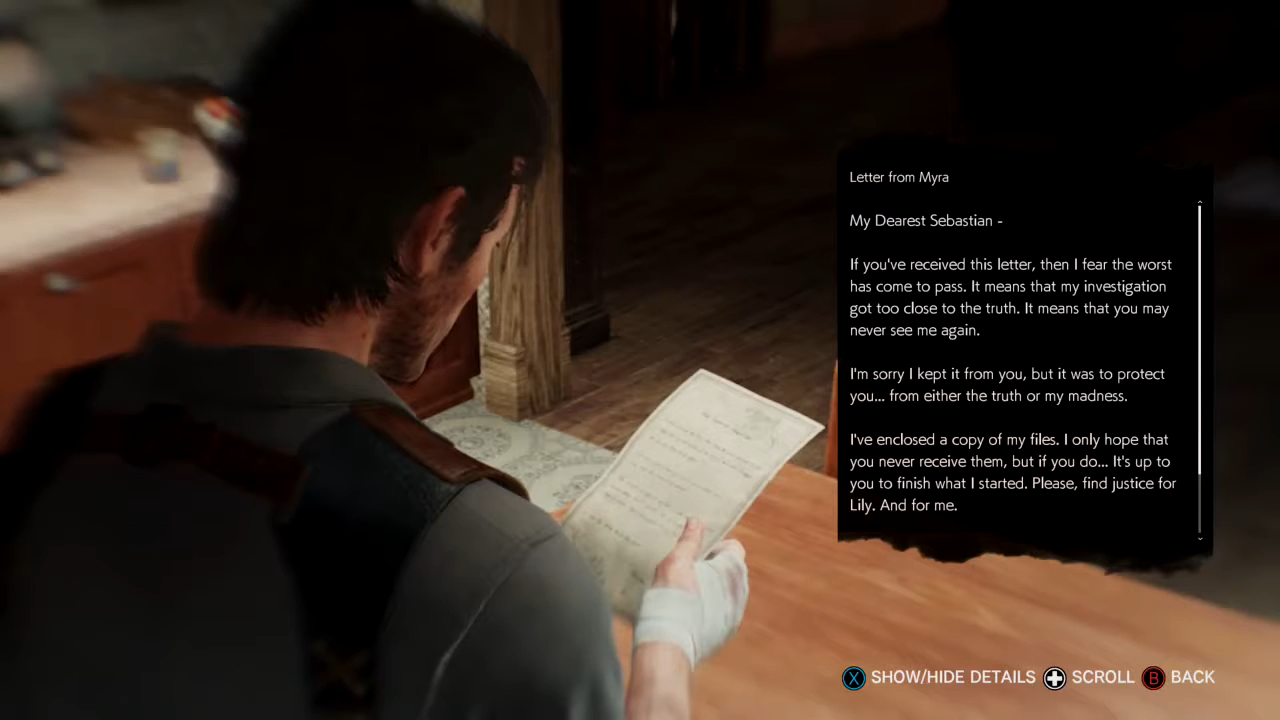 Letter from Myra
My Dearest Sebastian -
If you've received this letter, then I fear the worst
has come to pass. It means that my investigation
got too close to the truth. It means that you may
never see me again.
I'm sorry I kept it from you, but it was to protect
you... from either the truth or my madness.
I've enclosed a copy of my files. I only hope that
you never receive them, but if you do... It's up to
you to finish what I started. Please, find justice for
Lily. And for me.
X SHOW/HIDE DETAILS SCROLL B BACK